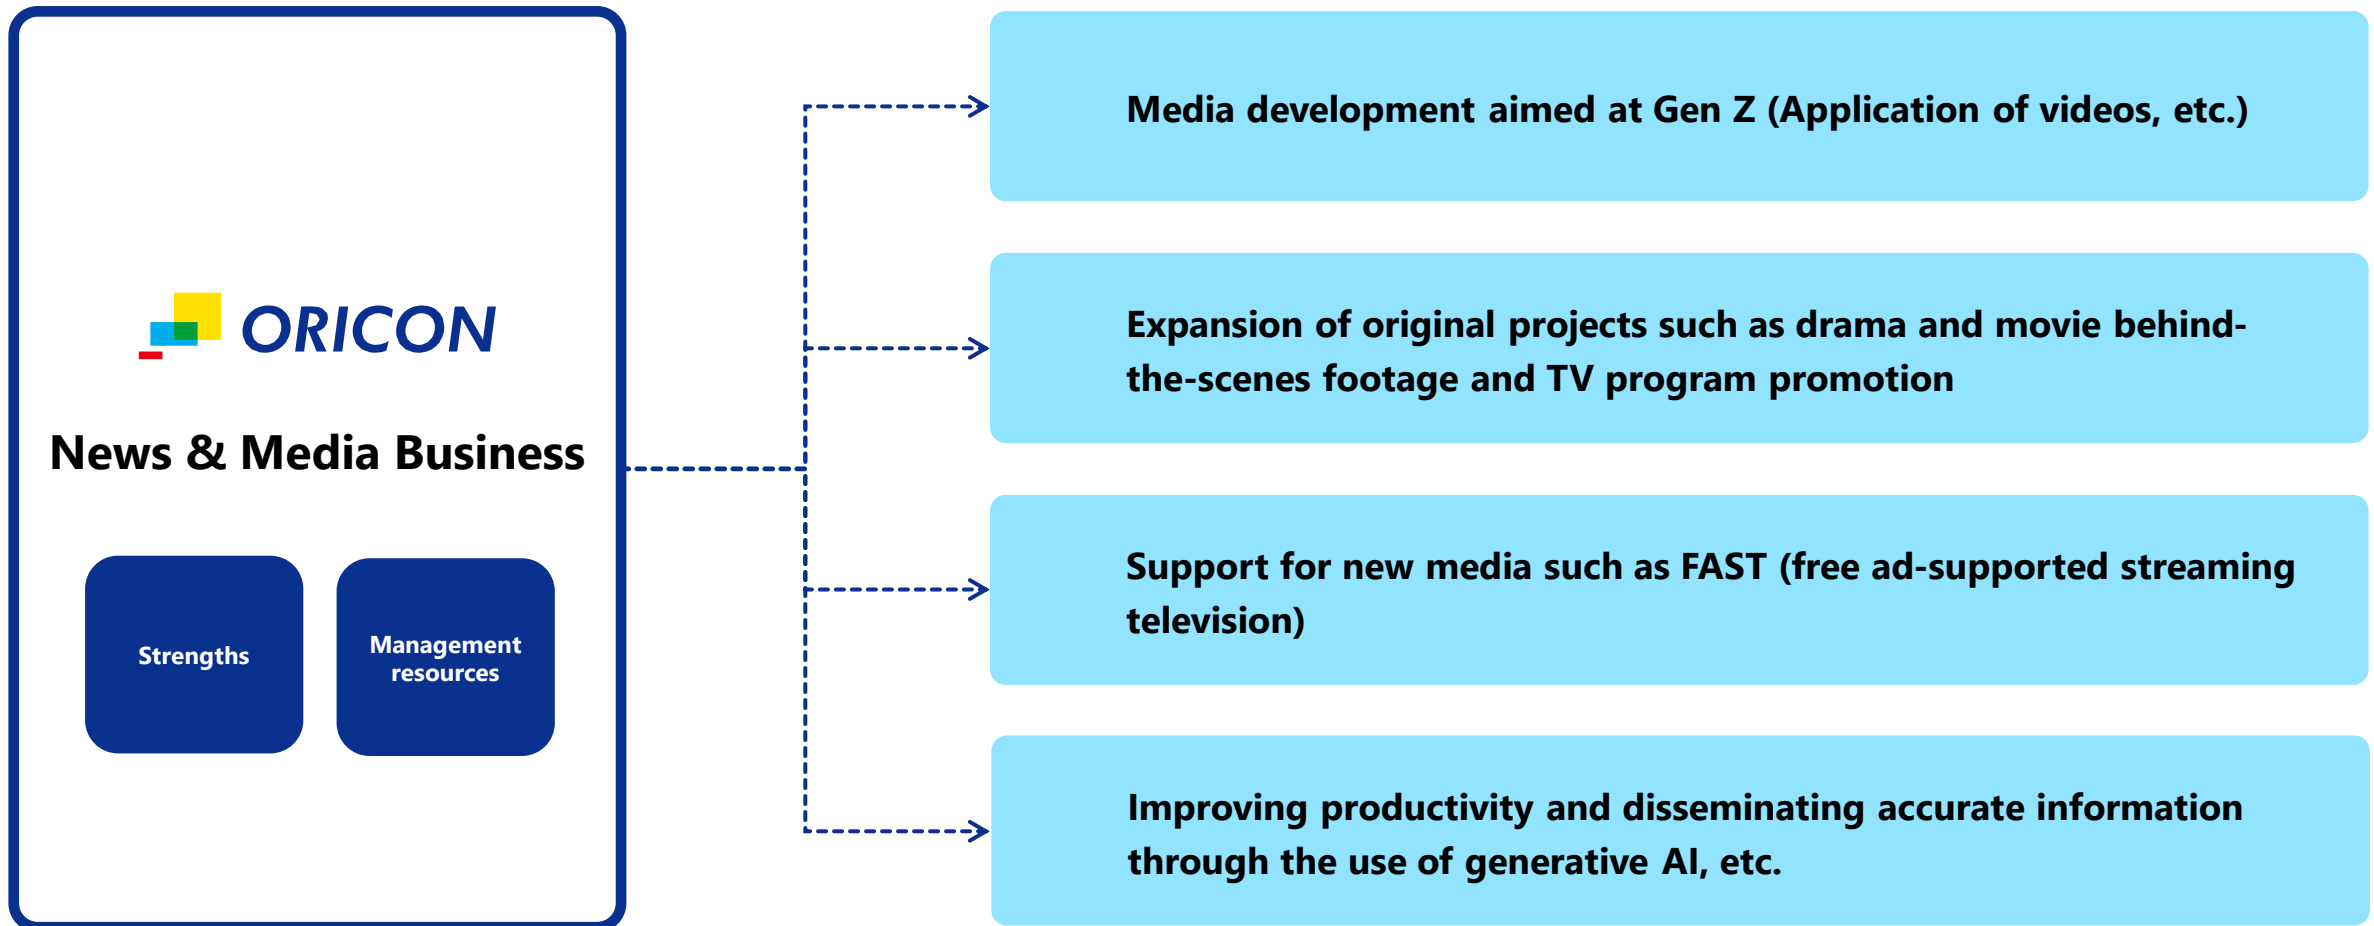 ORICON
News & Media Business
Strengths
Management
resources
Media development aimed at Gen Z (Application of videos, etc.)
Expansion of original projects such as drama and movie behind-
the-scenes footage and TV program promotion
Support for new media such as FAST (free ad-supported streaming
television)
Improving productivity and disseminating accurate information
through the use of generative AI, etc.